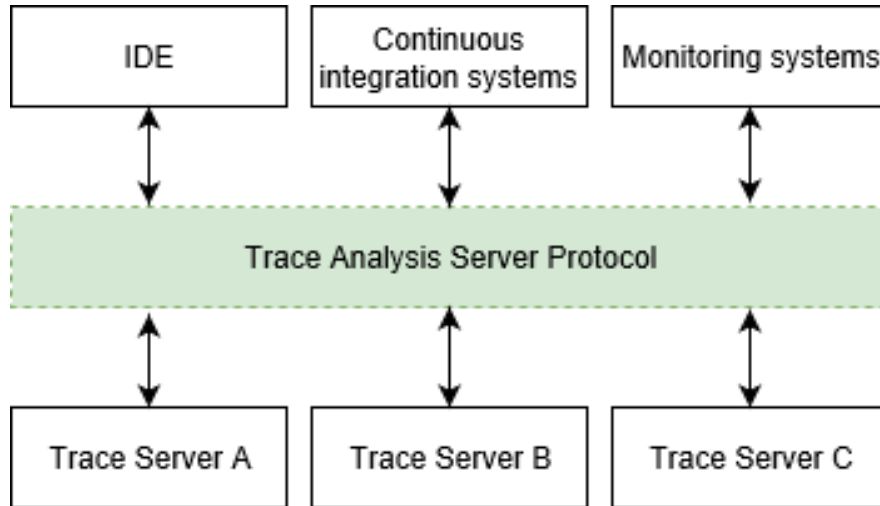 IDE
Continuous
integration systems
Monitoring systems
Trace Analysis Server Protocol
Trace Server A
Trace Server B
Trace Server C